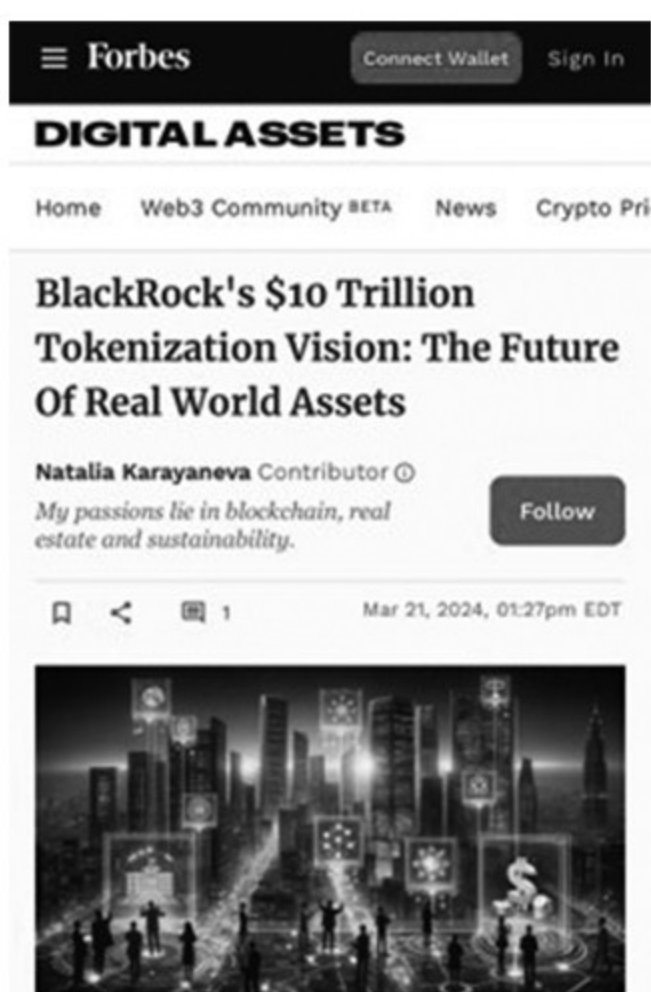 Forbes Connect Wallet Sign In
DIGITAL ASSETS
Home Web3 Community BETA News Crypto Pri
BlackRock's $10 Trillion
Tokenization Vision: The Future
Of Real World Assets
Natalia Karayaneva Contributor
My passions lie in blockchain, real
estate and sustainability.
Follow
1 Mar 21, 2024, 01:27pm EDT
$